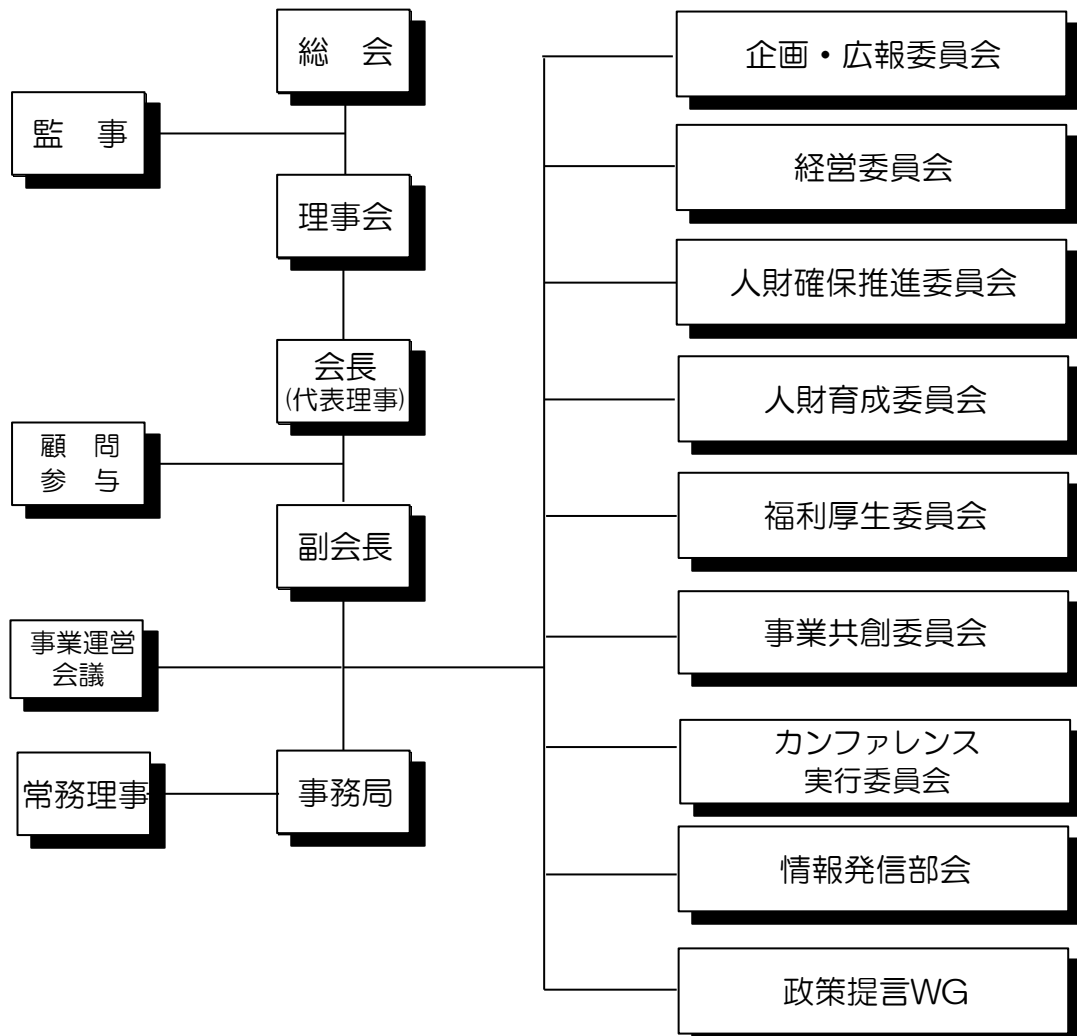 総　会
監　事
理事会
会長
(代表理事)
顧　問
参　与
副会長
事業運営
会議
常務理事
事務局
企画・広報委員会
経営委員会
人財確保推進委員会
人財育成委員会
福利厚生委員会
事業共創委員会
カンファレンス
実行委員会
情報発信部会
政策提言WG